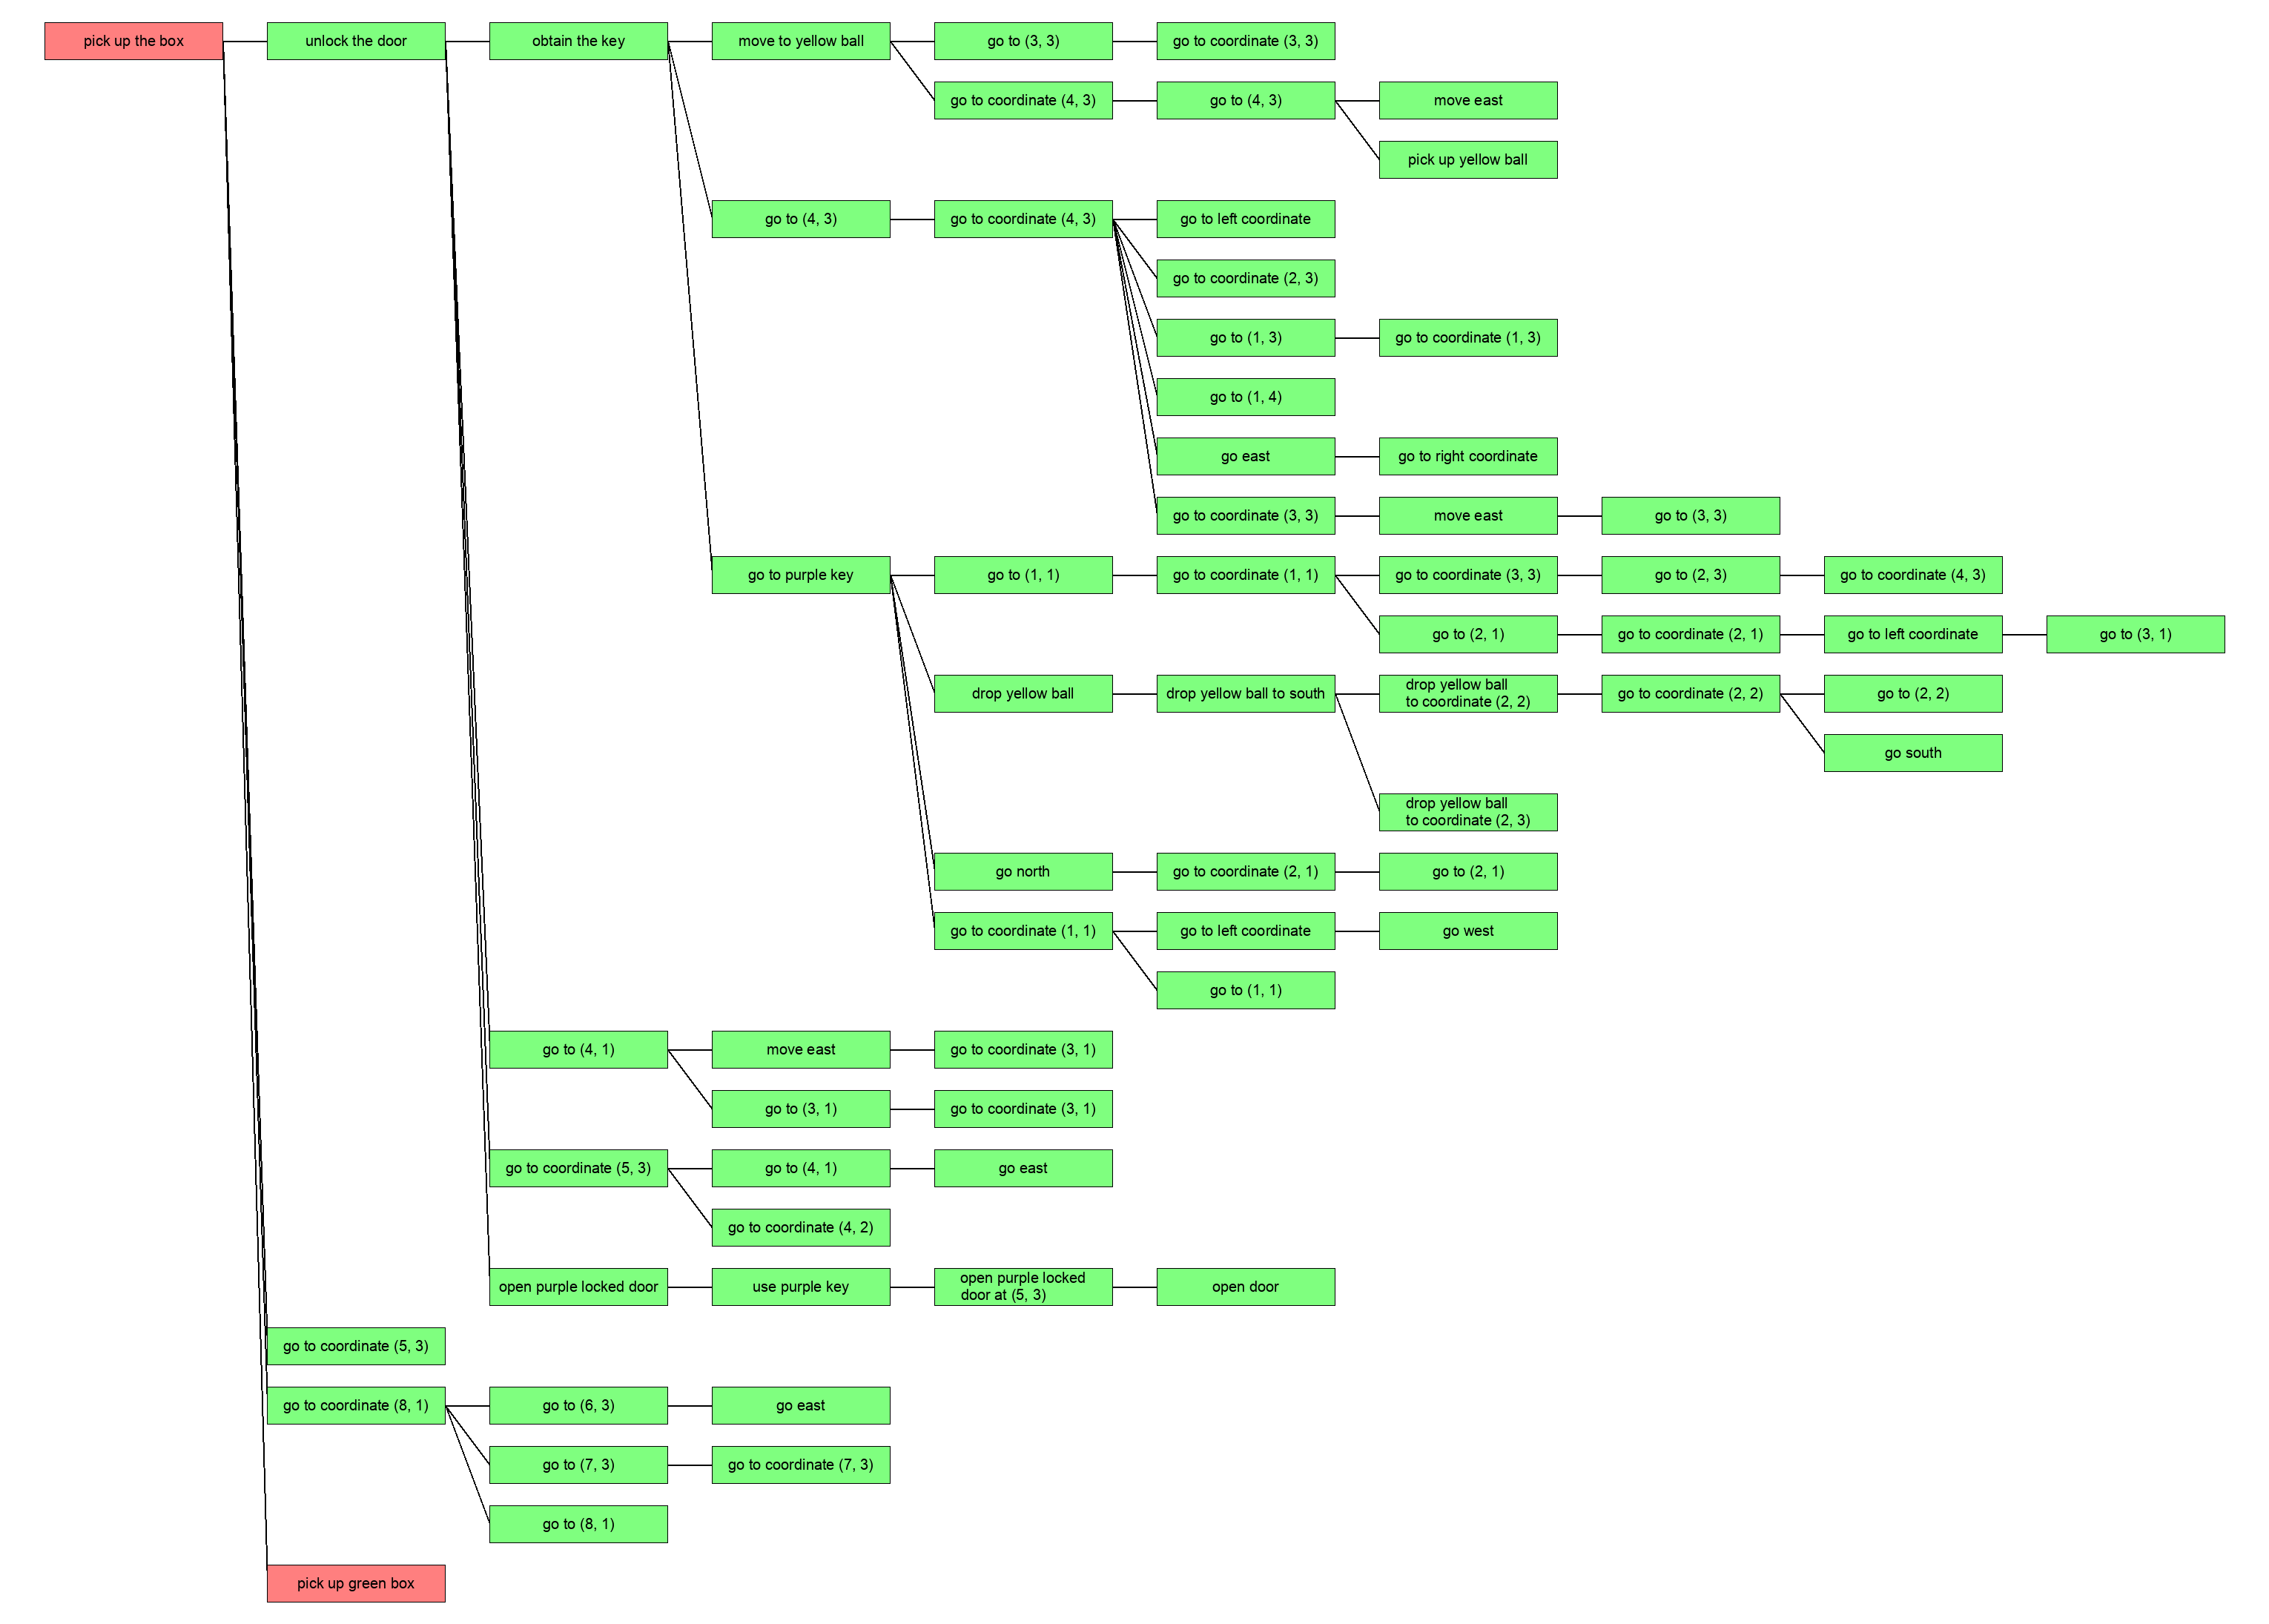 pick up the box
unlock the door
obtain the key
move to yellow ball
go to (3, 3)
go to coordinate (3, 3)
go to coordinate (4, 3)
go to (4, 3)
move east
pick up yellow ball
go to (4, 3)
go to coordinate (4, 3)
go to left coordinate
go to coordinate (2, 3)
go to (1, 3)
go to coordinate (1, 3)
go to (1, 4)
go east
go to right coordinate
go to coordinate (3, 3)
move east
go to (3, 3)
go to purple key
go to (1, 1)
go to coordinate (1, 1)
go to coordinate (3, 3)
go to (2, 3)
go to coordinate (4, 3)
go to (2, 1)
go to coordinate (2, 1)
go to left coordinate
go to (3, 1)
drop yellow ball
drop yellow ball to south
drop yellow ball
to coordinate (2, 2)
go to coordinate (2, 2)
go to (2, 2)
go south
drop yellow ball
to coordinate (2, 3)
go north
go to coordinate (2, 1)
go to (2, 1)
go to coordinate (1, 1)
go to left coordinate
go west
go to (1, 1)
go to (4, 1)
move east
go to coordinate (3, 1)
go to (3, 1)
go to coordinate (3, 1)
go to coordinate (5, 3)
go to (4, 1)
go east
go to coordinate (4, 2)
open purple locked door
use purple key
open purple locked
door at (5, 3)
open door
go to coordinate (5, 3)
go to coordinate (8, 1)
go to (6, 3)
go east
go to (7, 3)
go to coordinate (7, 3)
go to (8, 1)
pick up green box